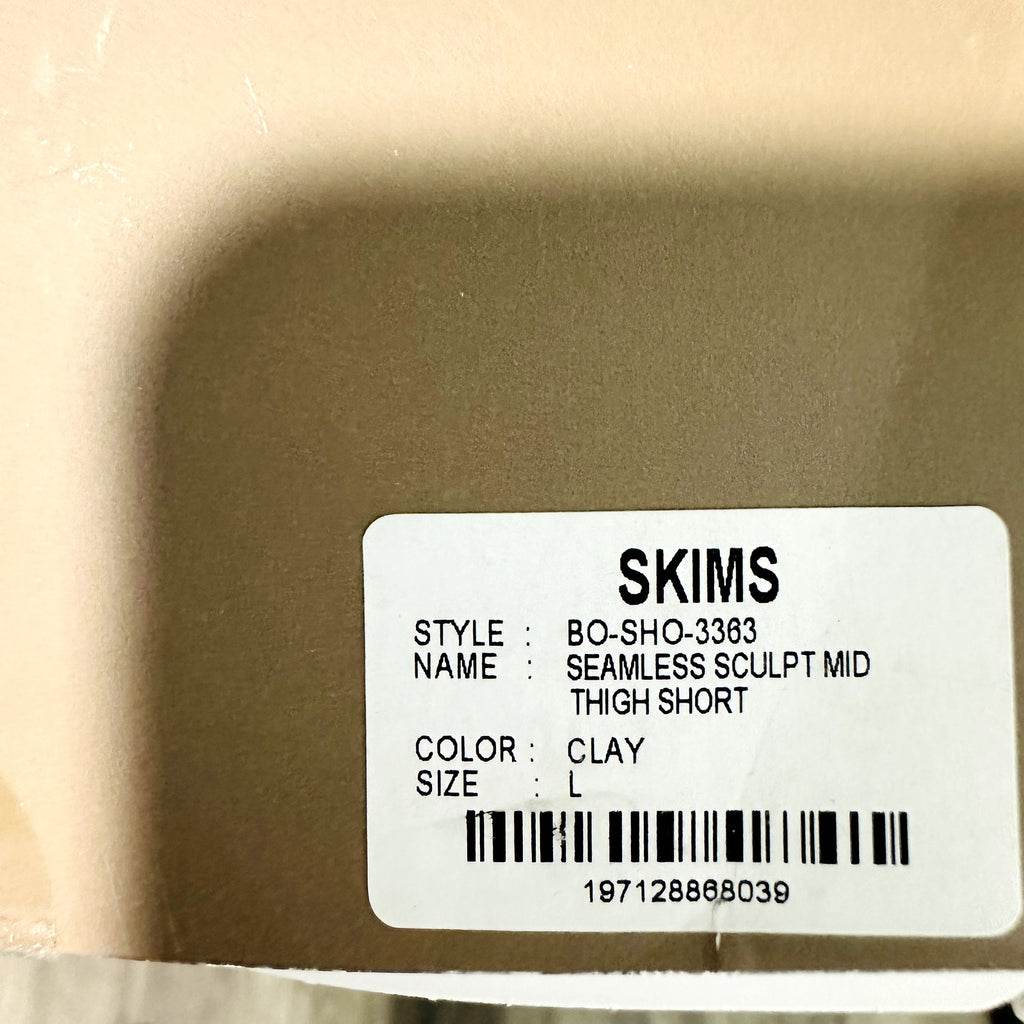 SKIMS
STYLE : BO-SHO-3363
NAME : SEAMLESS SCULPT MID
THIGH SHORT
COLOR : CLAY
SIZE : L
197128868039